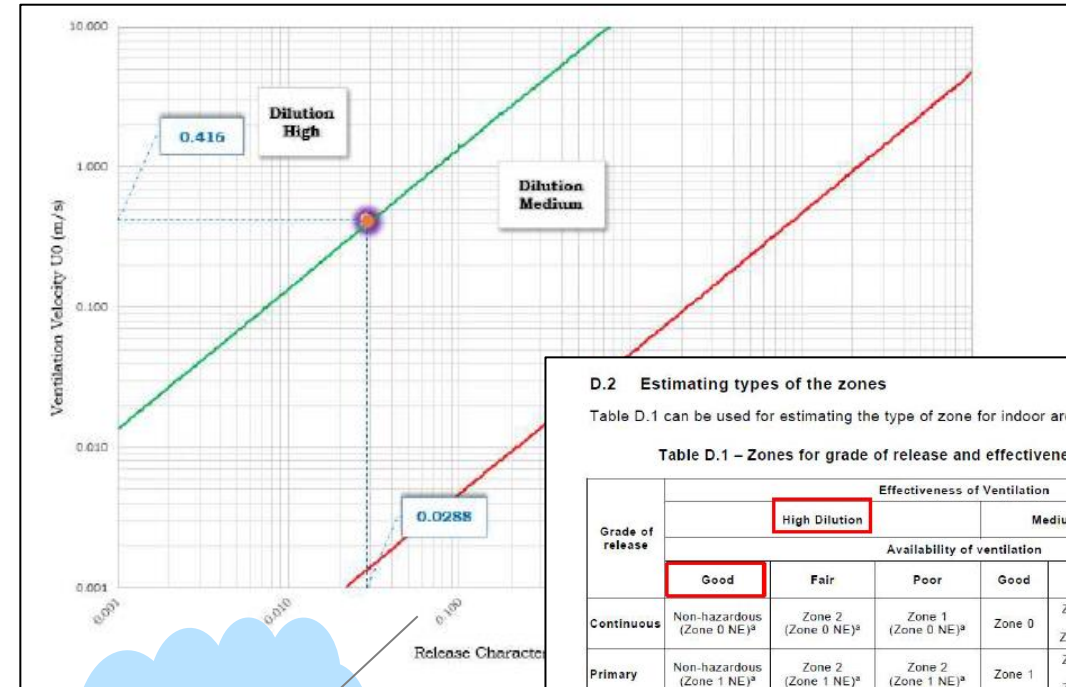 10.000
Dilution
High
0.416
1.000
Dilution
Medium
Ventilation Velocity U0 (m/s)
0.100
0.010
0.0288
0.001
0.001
0.010
0.100
Release Character
D.2 Estimating types of the zones
Table D.1 can be used for estimating the type of zone for indoor are
Table D.1 – Zones for grade of release and effectivene
Effectiveness of Ventilation
Grade of
release
High Dilution
Mediu
Availability of ventilation
Good Fair Poor Good
Continuous
Non-hazardous
(Zone 0 NE)a
Zone 2
(Zone 0 NE)a
Zone 1
(Zone 0 NE)a
Zone 0
Primary
Non-hazardous
(Zone 1 NE)a
Zone 2
(Zone 1 NE)a
Zone 2
(Zone 1 NE)a
Zone 1